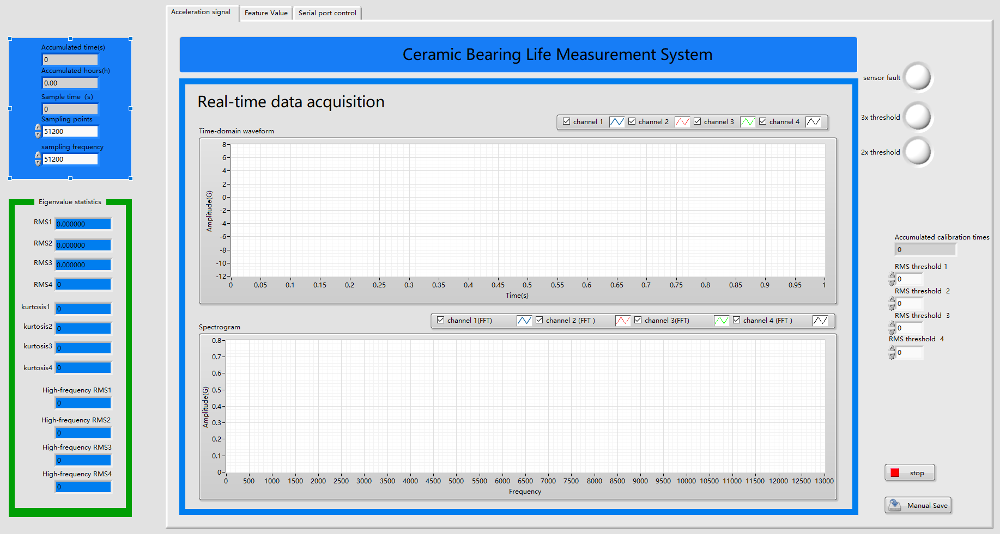 Acceleration signal
Feature Value
Serial port control
Accumulated time(s)
0
Accumulated hours(h)
0.00
Sample time (s)
0
Sampling points
51200
sampling frequency
51200
Eigenvalue statistics
RMS1 0.000000
RMS2 0.000000
RMS3 0.000000
RMS4 0
kurtosis1 0
kurtosis2 0
kurtosis3 0
kurtosis4 0
High-frequency RMS1
0
High-frequency RMS2
0
High-frequency RMS3
0
High-frequency RMS4
0
Ceramic Bearing Life Measurement System
Real-time data acquisition
channel 1 channel 2 channel 3 channel 4
Time-domain waveform
Amplitude(G)
8
6
4
2
0
-2
-4
-6
-8
-10
-12
0 0.05 0.1 0.15 0.2 0.25 0.3 0.35 0.4 0.45 0.5 0.55 0.6 0.65 0.7 0.75 0.8 0.85 0.9 0.95 1
Time(s)
channel 1(FFT) channel 2 (FFT ) channel 3(FFT) channel 4 (FFT )
Spectrogram
Amplitude(G)
0.8
0.7
0.6
0.5
0.4
0.3
0.2
0.1
0
0 500 1000 1500 2000 2500 3000 3500 4000 4500 5000 5500 6000 6500 7000 7500 8000 8500 9000 9500 10000 10500 11000 11500 12000 12500 13000
Frequency
sensor fault
3x threshold
2x threshold
Accumulated calibration times
0
RMS threshold 1
0
RMS threshold 2
0
RMS threshold 3
0
RMS threshold 4
0
stop
Manual Save